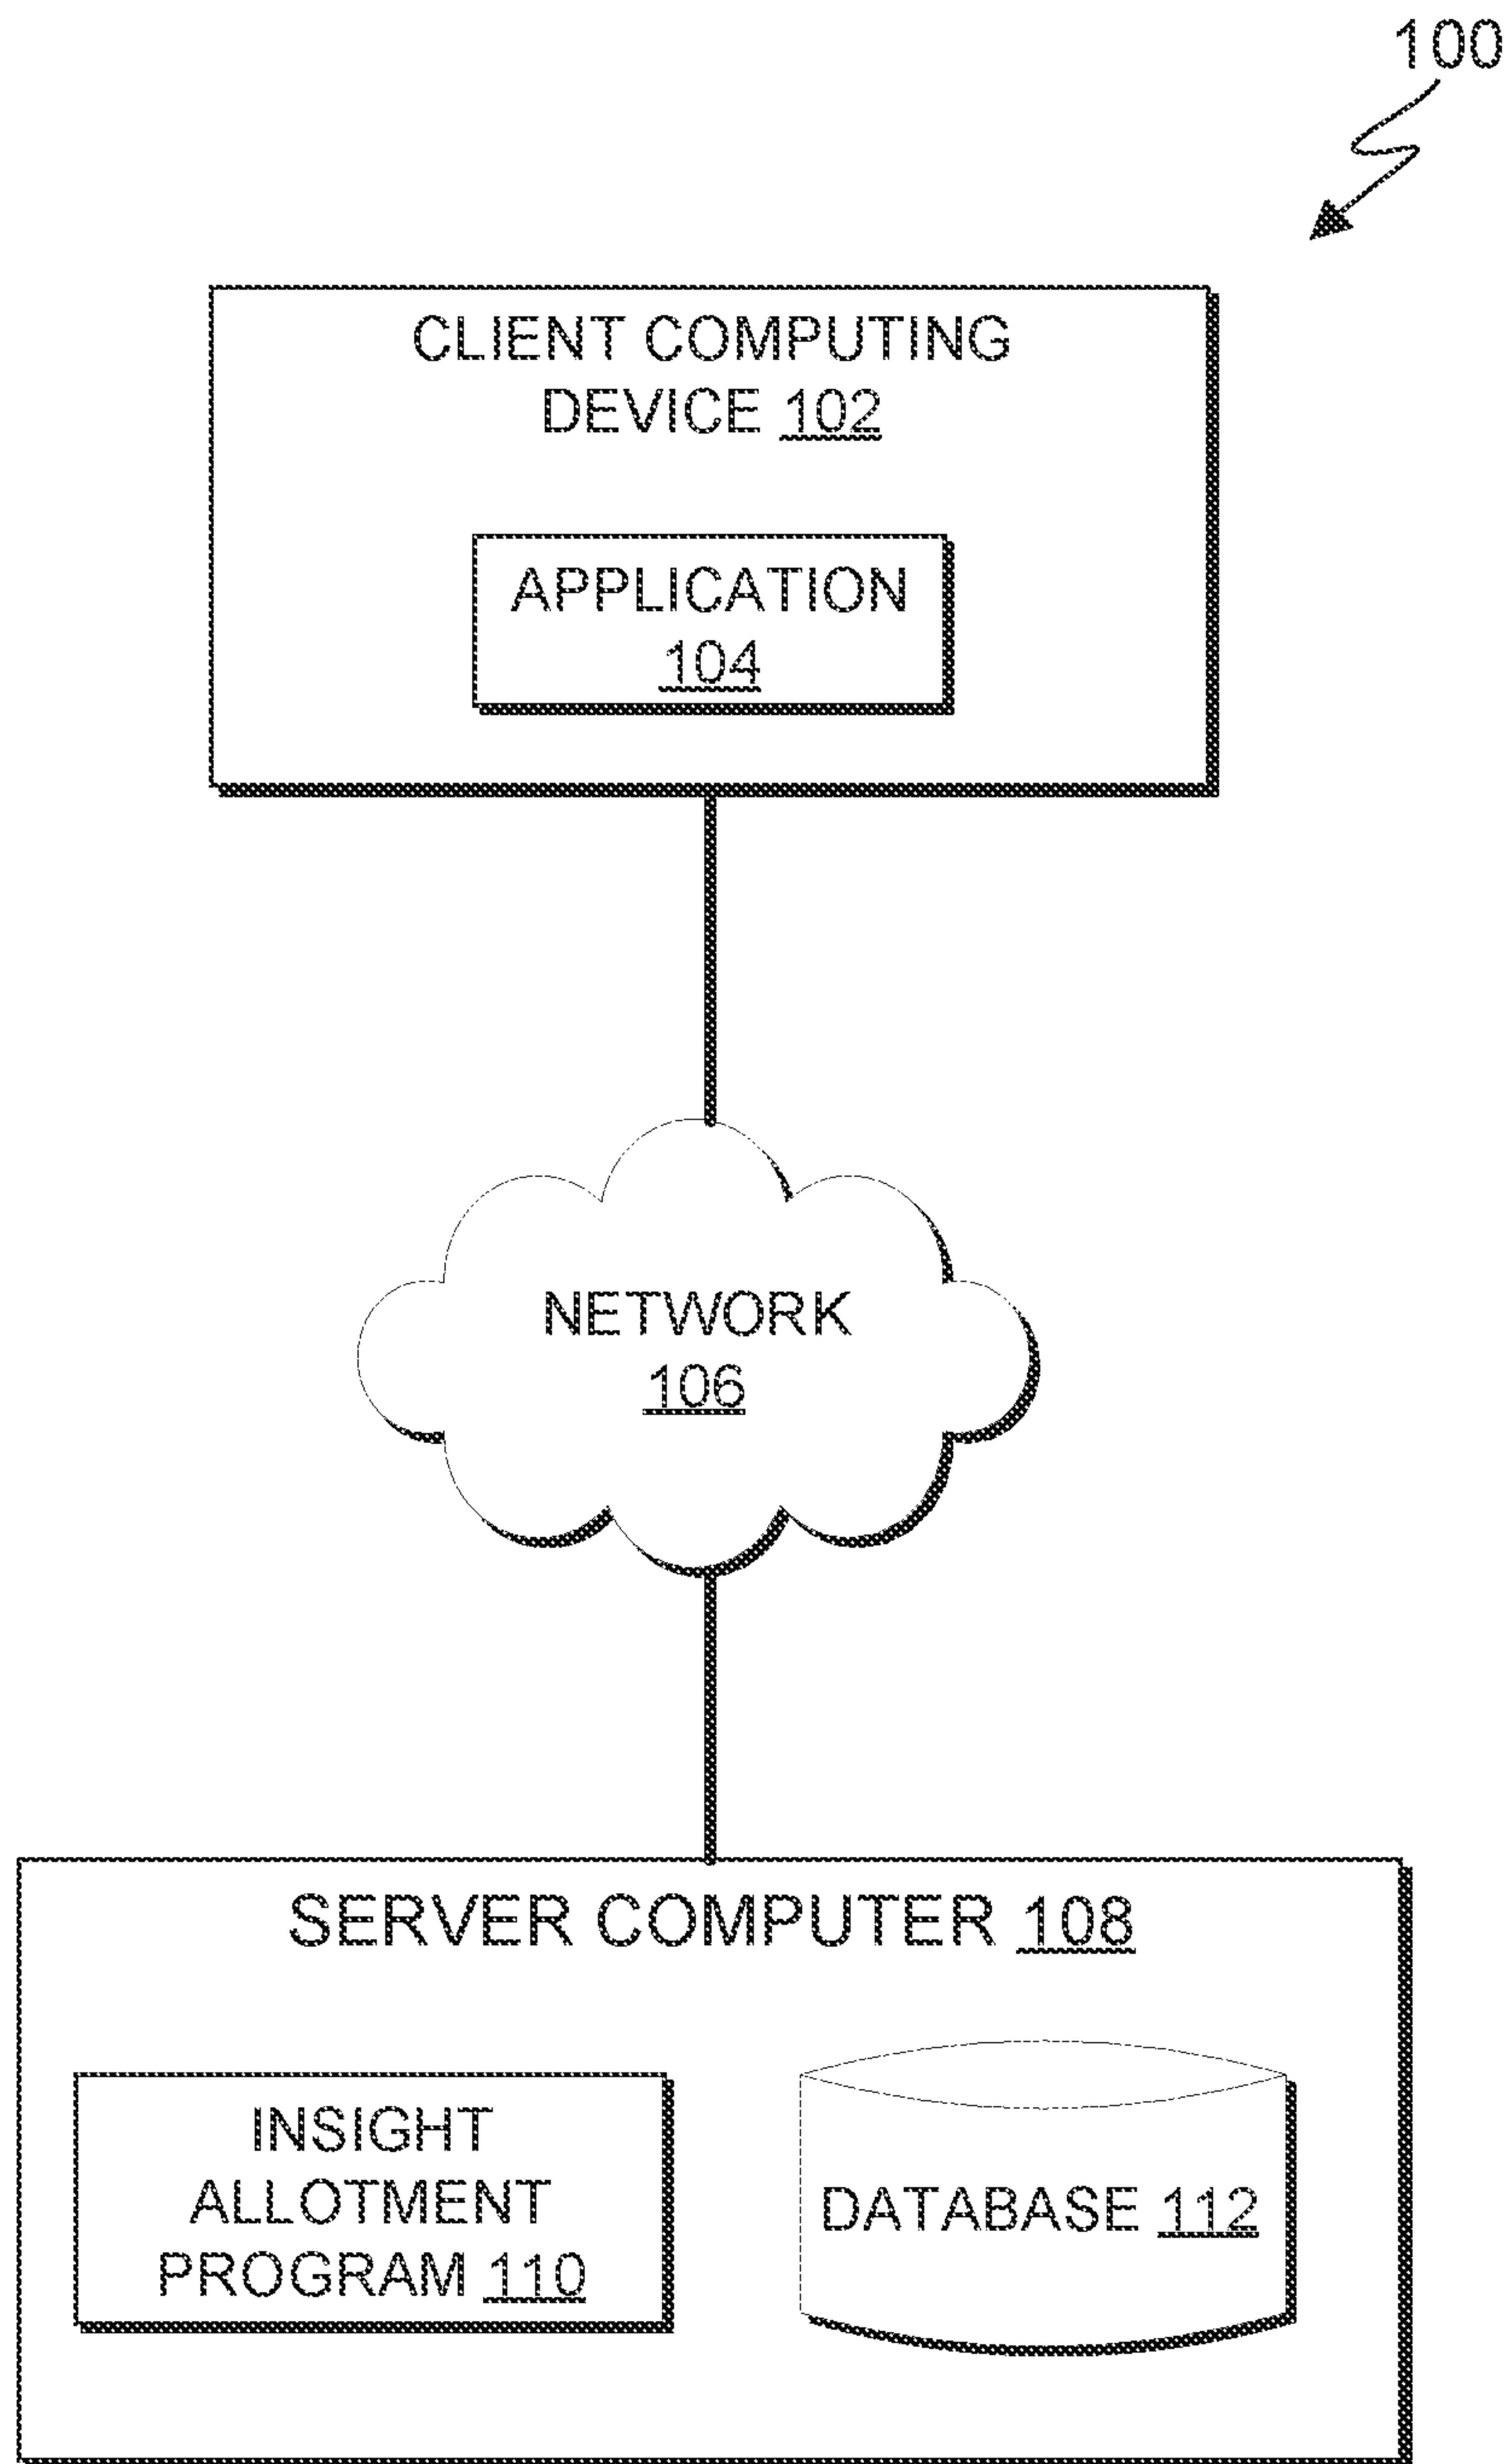 100
CLIENT COMPUTING
DEVICE 102
APPLICATION
104
NETWORK
106
SERVER COMPUTER 108
INSIGHT
ALLOTMENT
PROGRAM 110
DATABASE 112